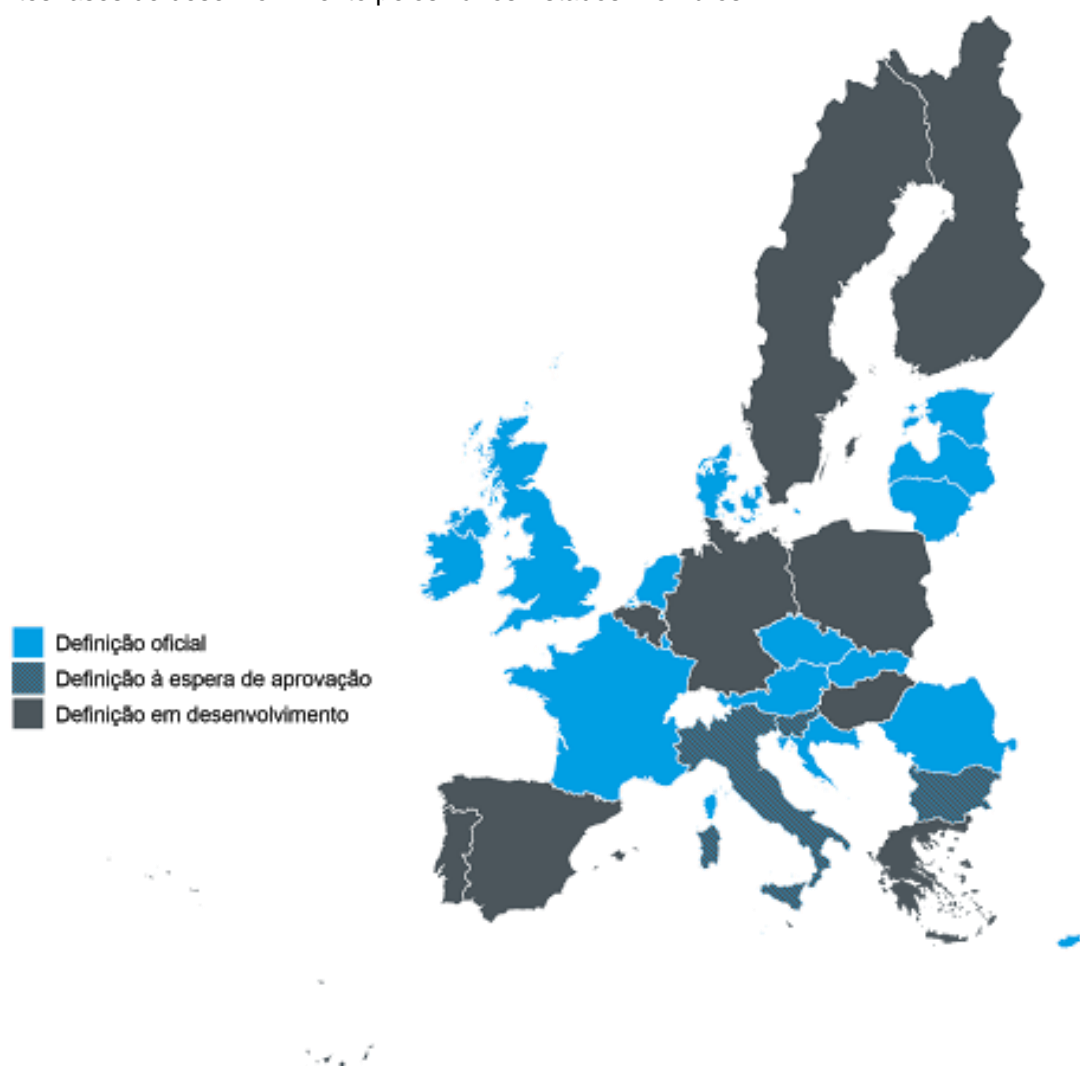 Definição oficial
Definição à espera de aprovação
Definição em desenvolvimento